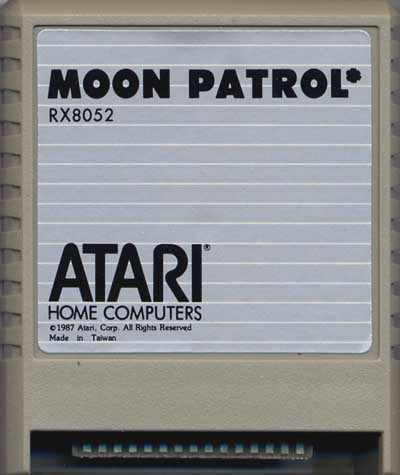 MOON PATROL*
RX8052
ATARI®
HOME COMPUTERS
©1987 Atari, Corp. All Rights Reserved
Made in Taiwan